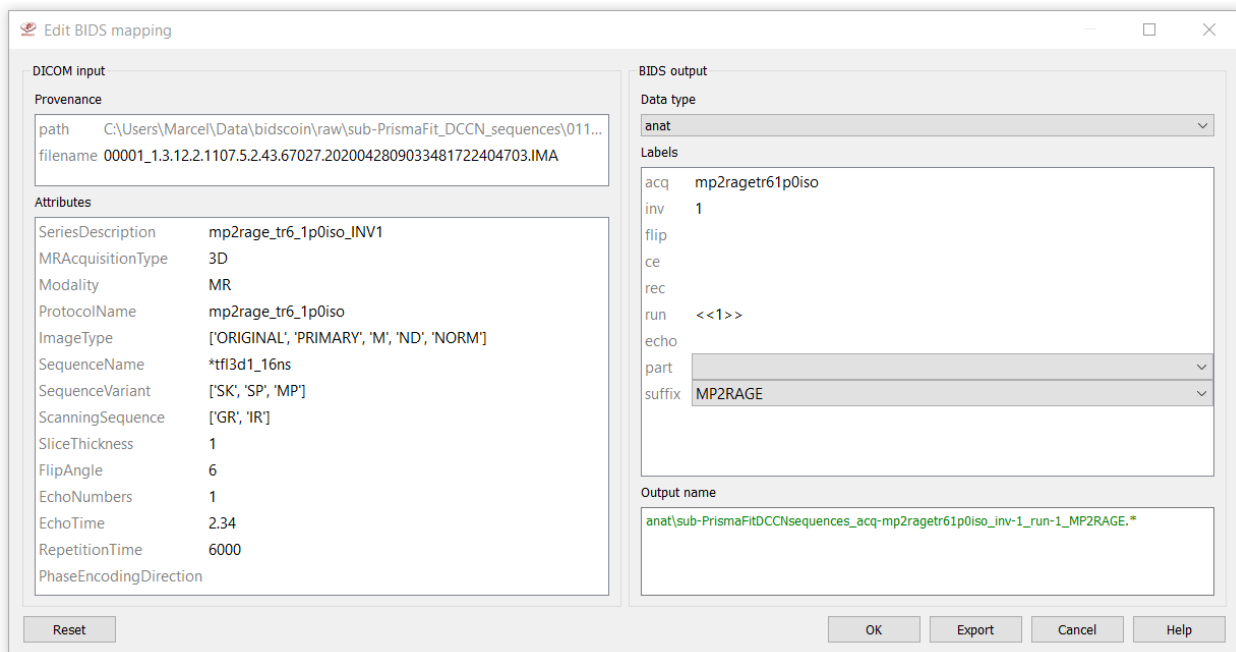 Edit BIDS mapping
DICOM input
Provenance
path C:\Users\Marcel\Data\bidscoin\raw\sub-PrismaFit_DCCN_sequences\011...
filename 00001_1.3.12.2.1107.5.2.43.67027.2020042809033481722404703.IMA
Attributes
SeriesDescription mp2rage_tr6_1p0iso_INV1
MRAcquisitionType 3D
Modality MR
ProtocolName mp2rage_tr6_1p0iso
ImageType ['ORIGINAL', 'PRIMARY', 'M', 'ND', 'NORM']
SequenceName *tfl3d1_16ns
SequenceVariant ['SK', 'SP', 'MP']
ScanningSequence ['GR', 'IR']
SliceThickness 1
FlipAngle 6
EchoNumbers 1
EchoTime 2.34
RepetitionTime 6000
PhaseEncodingDirection
BIDS output
Data type
anat
Labels
acq mp2ragetr61p0iso
inv 1
flip
ce
rec
run <<1>>
echo
part
suffix MP2RAGE
Output name
anat\sub-PrismaFitDCCNsequences_acq-mp2ragetr61p0iso_inv-1_run-1_MP2RAGE.*
Reset
OK
Export
Cancel
Help